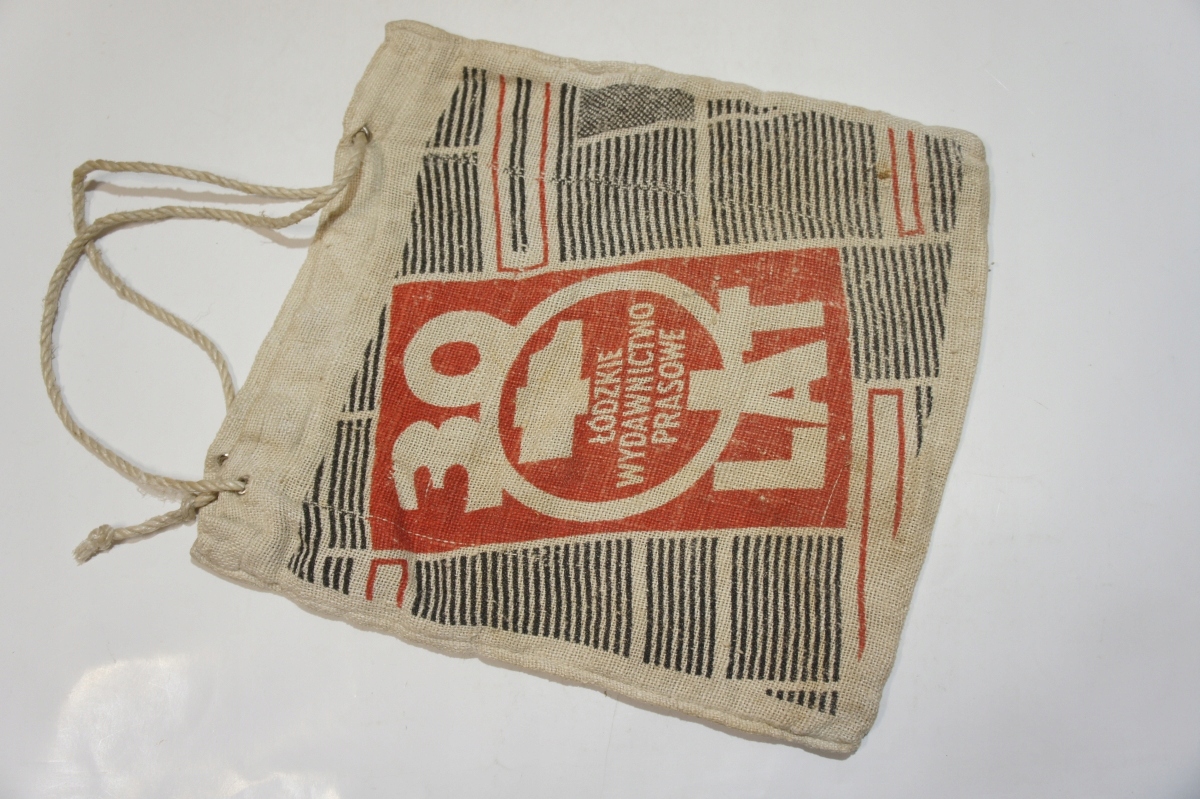 30
ŁÓDZKIE
WYDAWNICTWO
PRASOWE
LAT